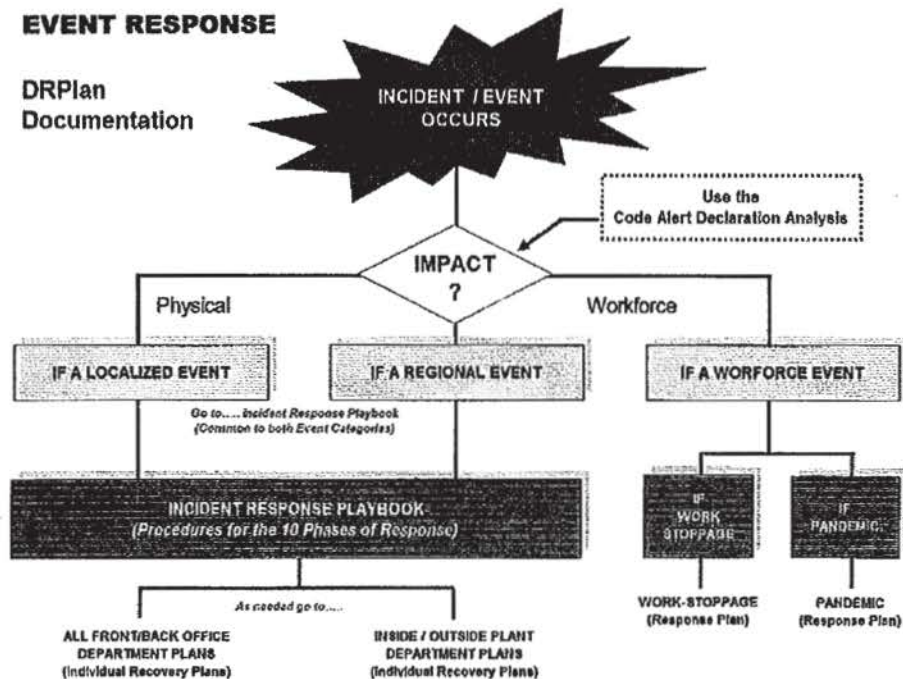 EVENT RESPONSE
DRPlan
Documentation
INCIDENT / EVENT
OCCURS
Use the
Code Alert Declaration Analysis
IMPACT
?
Physical
Workforce
IF A LOCALIZED EVENT
IF A REGIONAL EVENT
IF A WORFORCE EVENT
Go to..... Incident Response Playbook
(Common to both Event Categories)
INCIDENT RESPONSE PLAYBOOK
(Procedures for the 10 Phases of Response)
IF
WORK
STOPPAGE
IF
PANDEMIC
As needed go to.....
WORK-STOPPAGE
(Response Plan)
PANDEMIC
(Response Plan)
ALL FRONT/BACK OFFICE
DEPARTMENT PLANS
(Individual Recovery Plans)
INSIDE / OUTSIDE PLANT
DEPARTMENT PLANS
(Individual Recovery Plans)